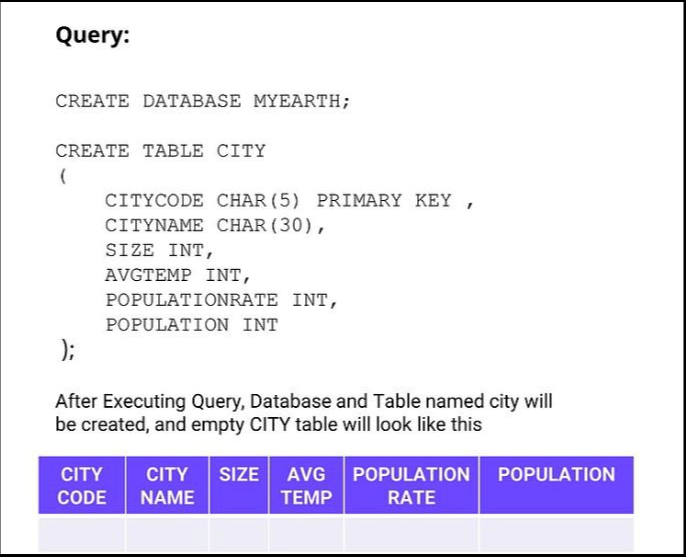 Query:
CREATE DATABASE MYEARTH;
CREATE TABLE CITY
(
CITYCODE CHAR(5) PRIMARY KEY ,
CITYNAME CHAR(30),
SIZE INT,
AVGTEMP INT,
POPULATIONRATE INT,
POPULATION INT
);
After Executing Query, Database and Table named city will
be created, and empty CITY table will look like this
CITY CITY SIZE AVG POPULATION POPULATION
CODE NAME TEMP RATE